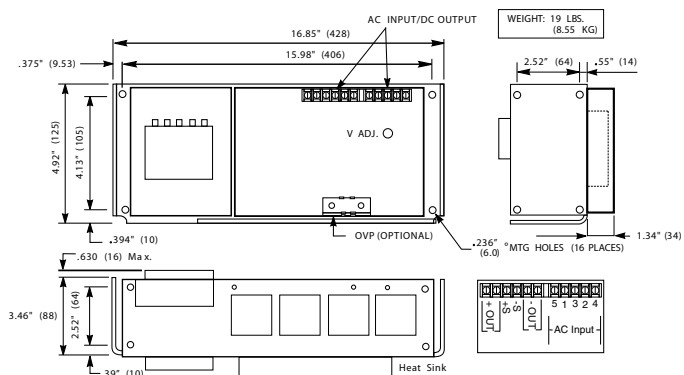 AC INPUT/DC OUTPUT
WEIGHT: 19 LBS.
(8.55 KG)
16.85" (428)
15.98" (406)
.375" (9.53)
2.52" (64)
.55" (14)
4.92" (125)
4.13" (105)
V ADJ.
.394" (10)
OVP (OPTIONAL)
.236"
(6.0)
°MTG HOLES (16 PLACES)
1.34" (34)
.630 (16) Max.
3.46" (88)
2.52" (64)
.39" (10)
Heat Sink
+ OUT
+S
-S
- OUT
5 1 3 2 4
AC Input